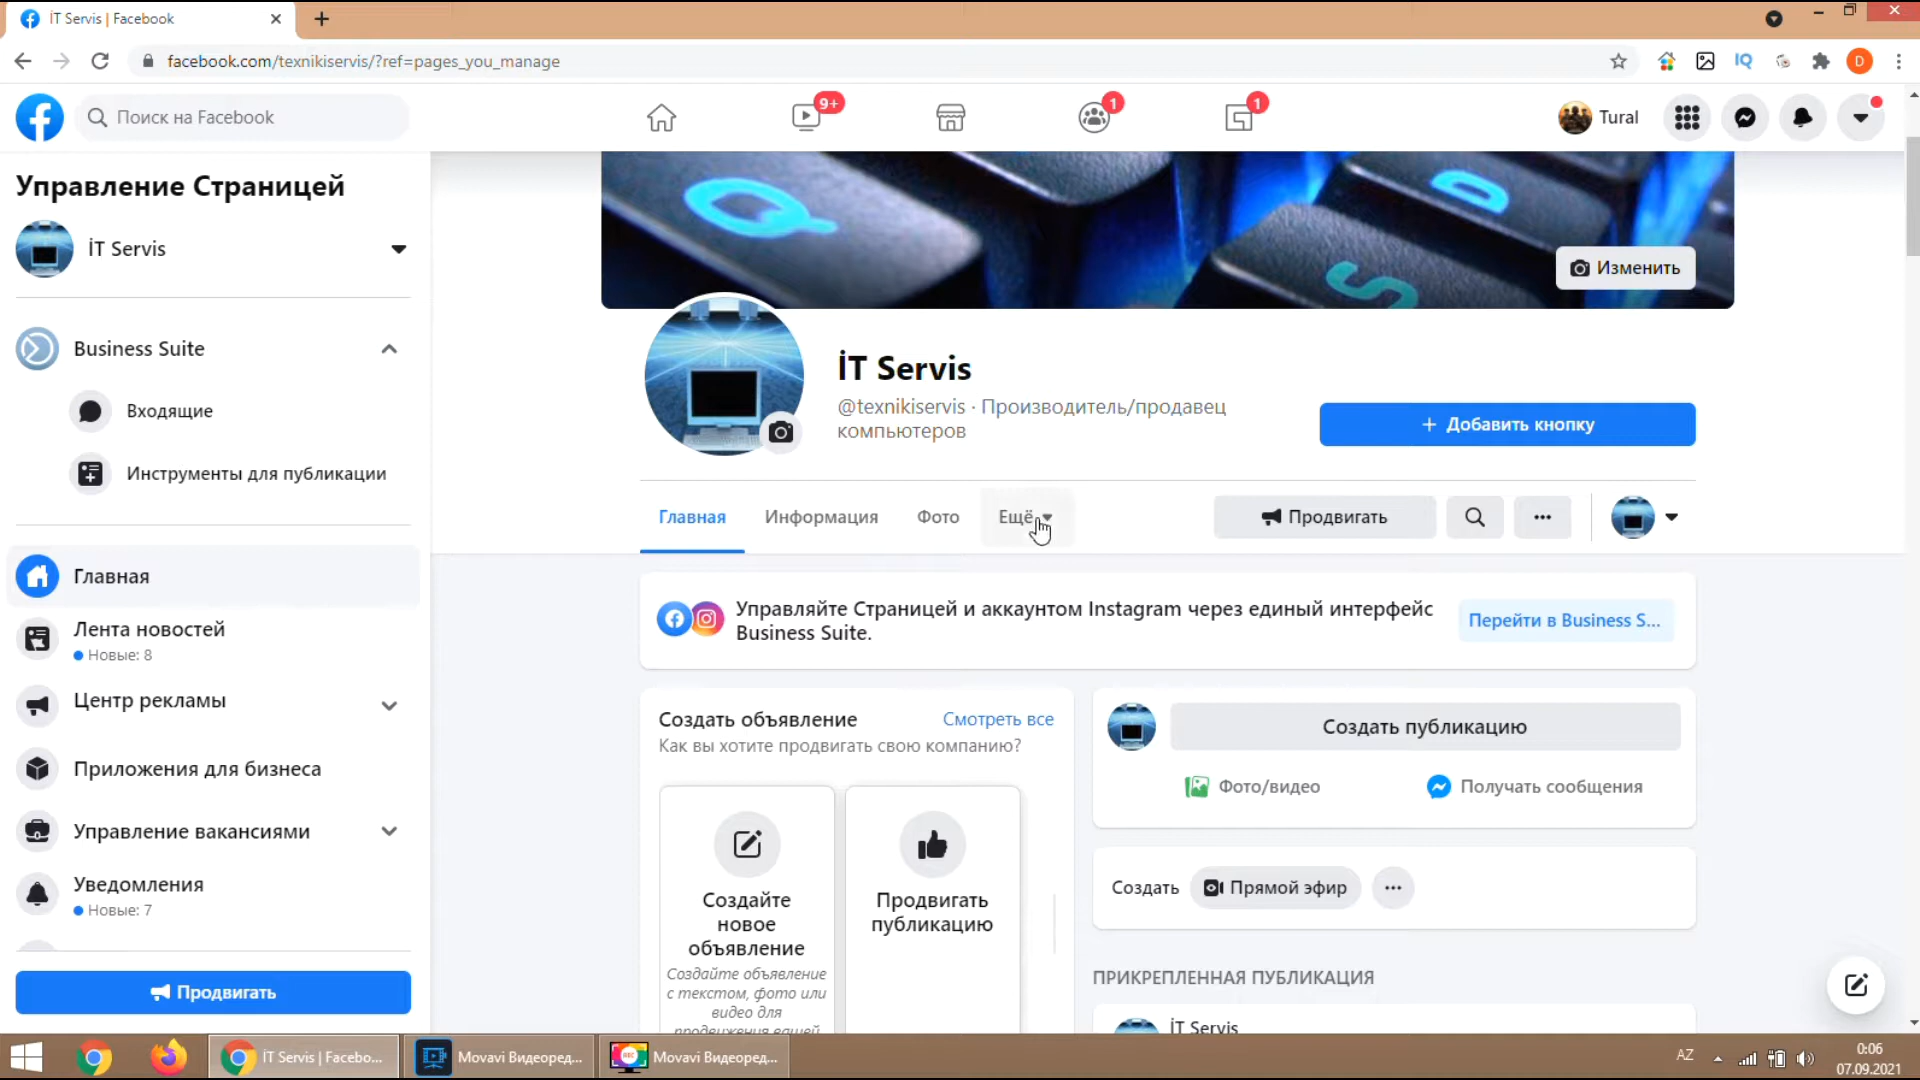 İT Servis | Facebook
facebook.com/texnikiservis/?ref=pages_you_manage
IQ
D
Поиск на Facebook
9+
1
1
Tural
Управление Страницей
İT Servis
Business Suite
Входящие
Инструменты для публикации
Главная
Лента новостей
Новые: 8
Центр рекламы
Приложения для бизнеса
Управление вакансиями
Уведомления
Новые: 7
Продвигать
Q
D
S
Изменить
İT Servis
@texnikiservis · Производитель/продавец
компьютеров
+ Добавить кнопку
Главная
Информация
Фото
Ещё
Продвигать
Управляйте Страницей и аккаунтом Instagram через единый интерфейс
Business Suite.
Перейти в Business S...
Создать объявление
Смотреть все
Как вы хотите продвигать свою компанию?
Создайте
новое
объявление
Создайте объявление
с текстом, фото или
видео для
продвижения вашей
Продвигать
публикацию
Создать публикацию
Фото/видео
Получать сообщения
Создать
Прямой эфир
ПРИКРЕПЛЕННАЯ ПУБЛИКАЦИЯ
İT Servis
İT Servis | Facebo...
Movavi Видеоред...
REC
Movavi Видеоред...
AZ
0:06
07.09.2021